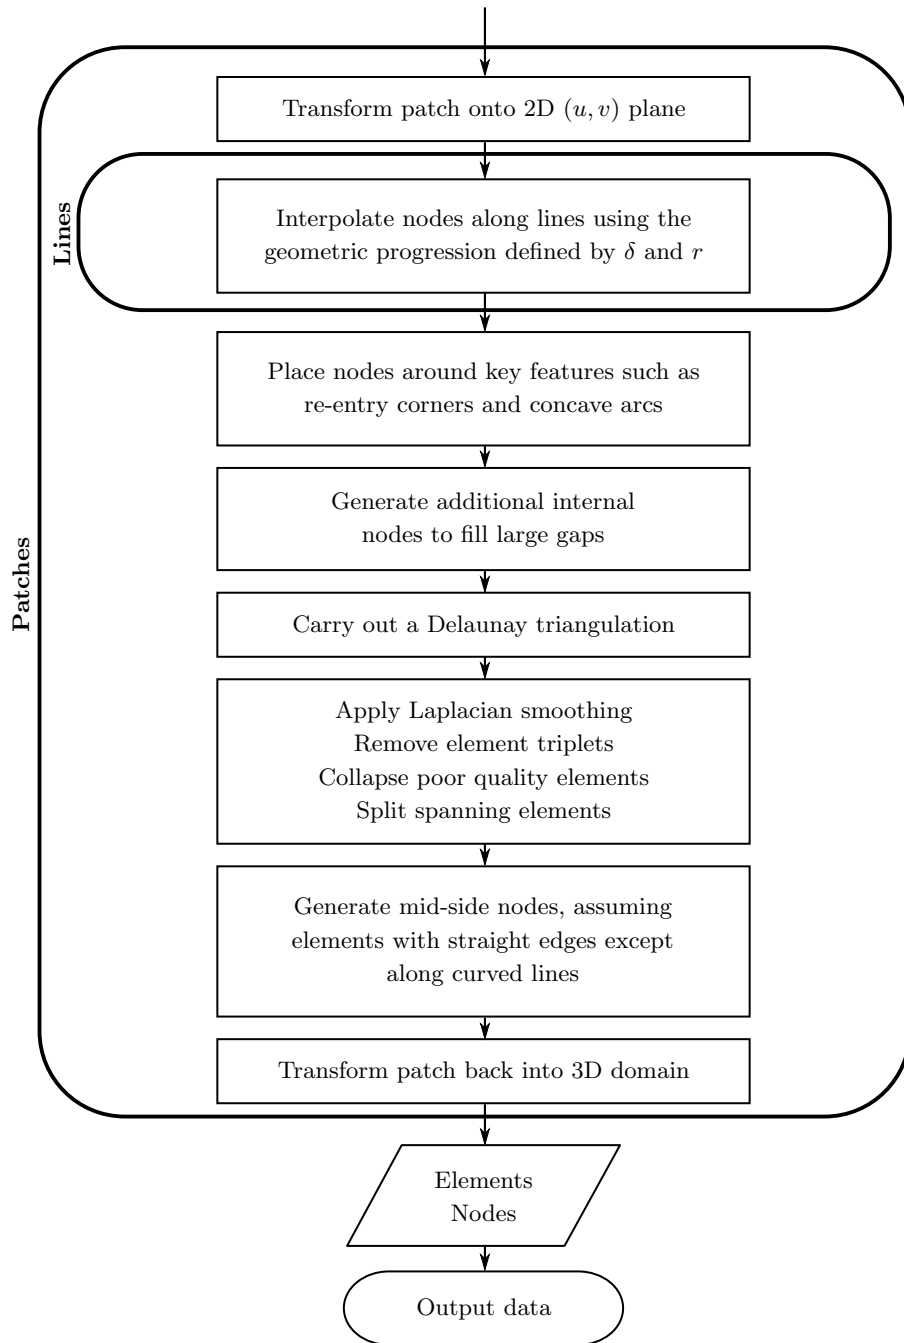 Transform patch onto 2D (u, v) plane
Lines
Interpolate nodes along lines using the
geometric progression defined by δ and r
Place nodes around key features such as
re-entry corners and concave arcs
Generate additional internal
nodes to fill large gaps
Patches
Carry out a Delaunay triangulation
Apply Laplacian smoothing
Remove element triplets
Collapse poor quality elements
Split spanning elements
Generate mid-side nodes, assuming
elements with straight edges except
along curved lines
Transform patch back into 3D domain
Elements
Nodes
Output data